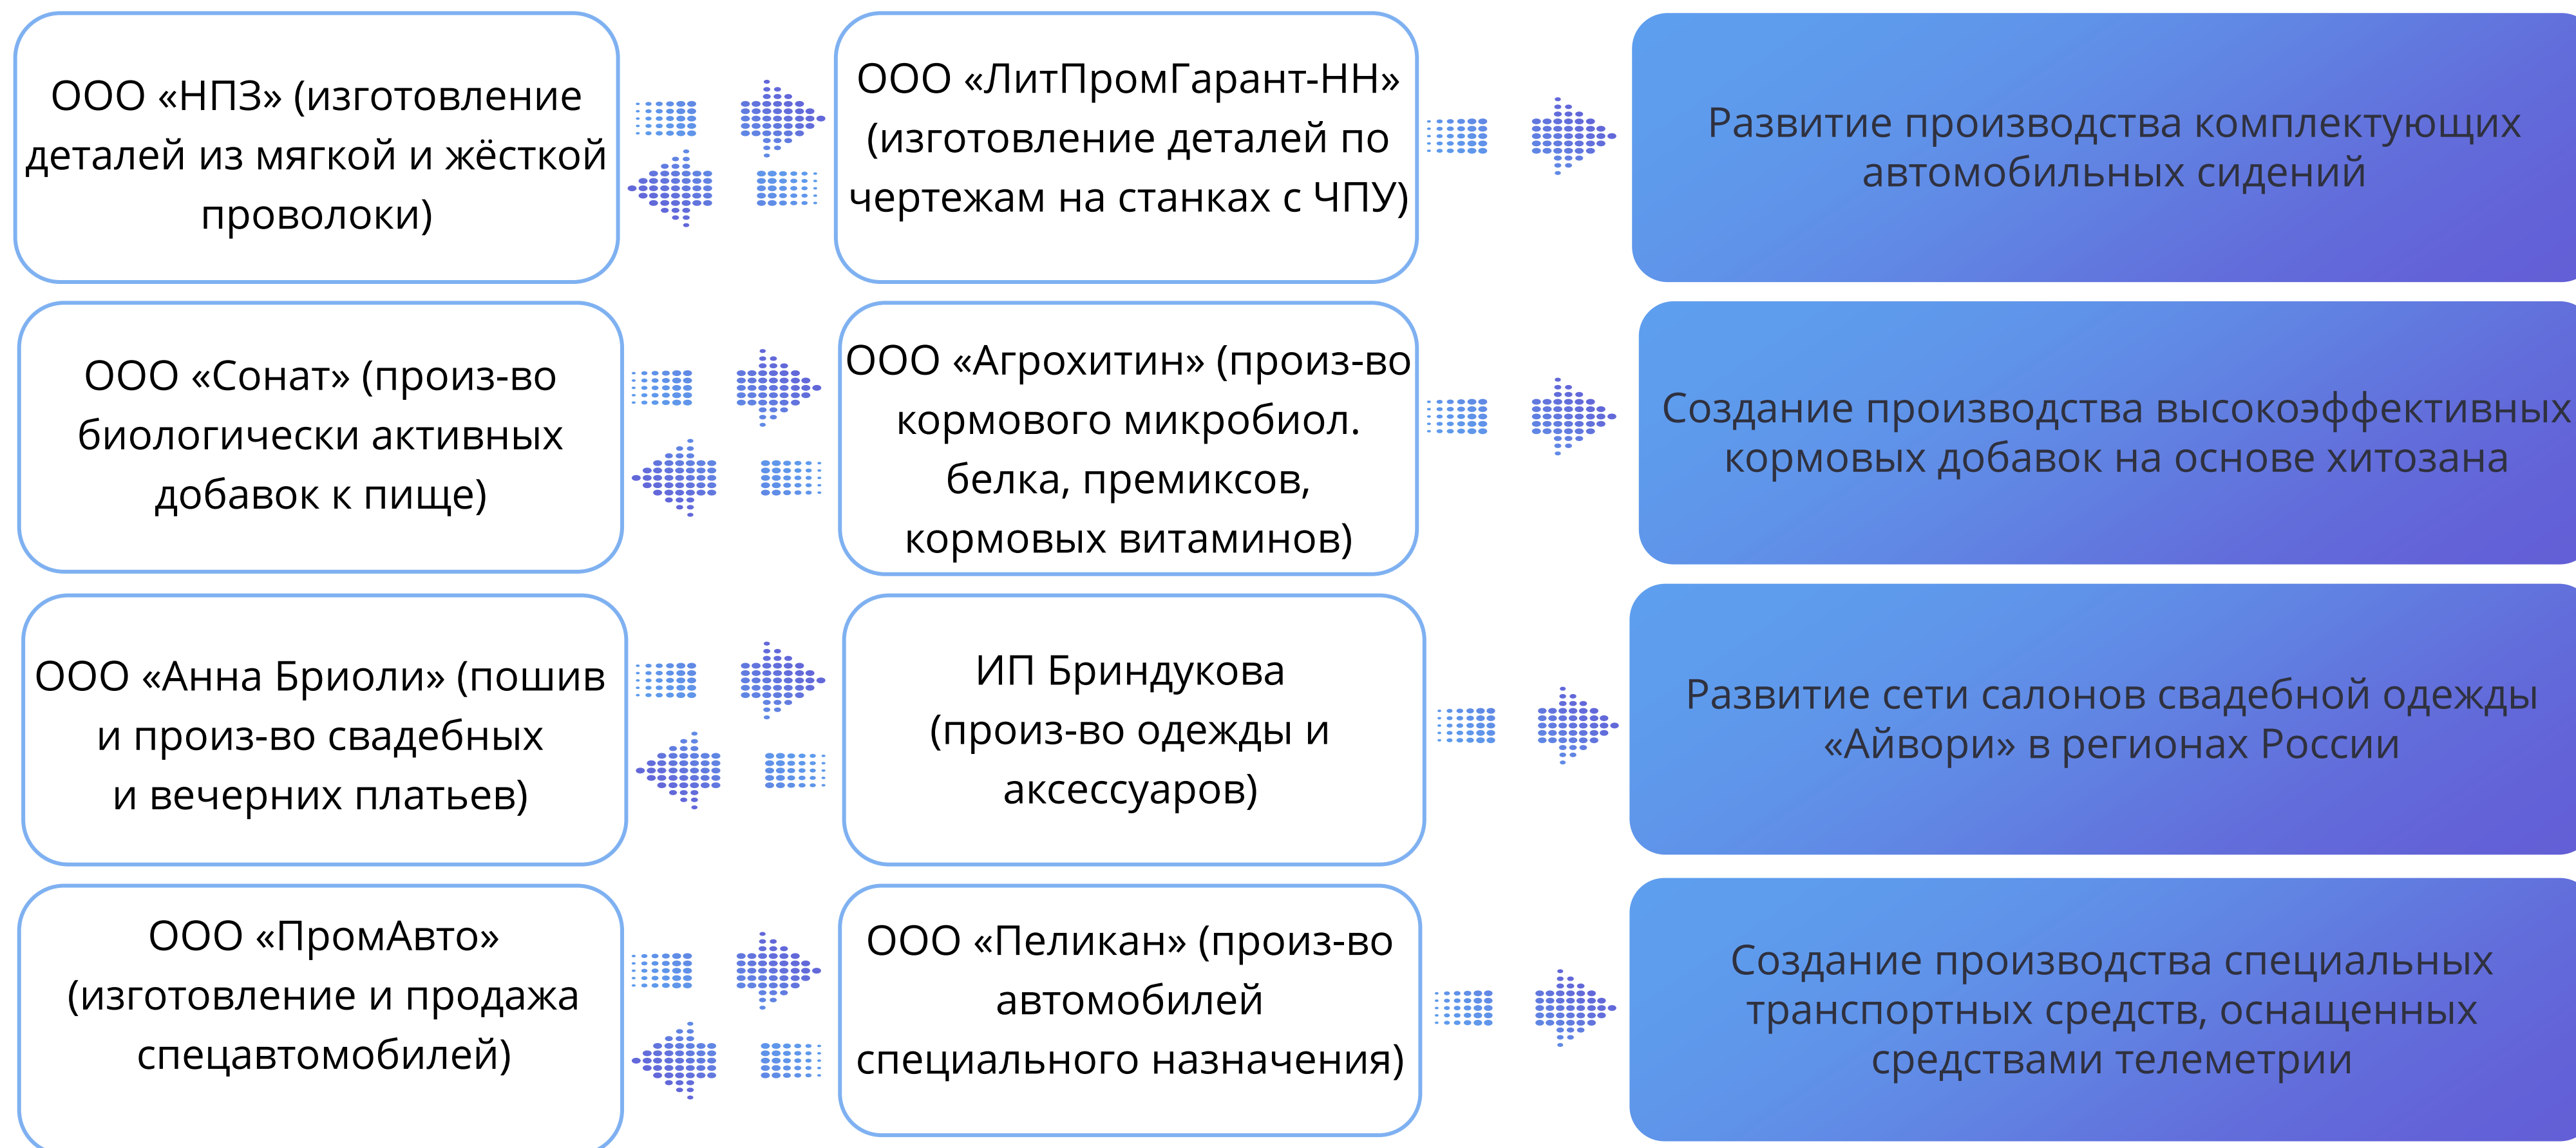 ООО «НПЗ» (изготовление
деталей из мягкой и жёсткой
проволоки)
ООО «ЛитПромГарант-НН»
(изготовление деталей по
чертежам на станках с ЧПУ)
Развитие производства комплектующих
автомобильных сидений
ООО «Сонат» (произ-во
биологически активных
добавок к пище)
ООО «Агрохитин» (произ-во
кормового микробиол.
белка, премиксов,
кормовых витаминов)
Создание производства высокоэффективных
кормовых добавок на основе хитозана
ООО «Анна Бриоли» (пошив
и произ-во свадебных
и вечерних платьев)
ИП Бриндукова
(произ-во одежды и
аксессуаров)
Развитие сети салонов свадебной одежды
«Айвори» в регионах России
ООО «ПромАвто»
(изготовление и продажа
спецавтомобилей)
ООО «Пеликан» (произ-во
автомобилей
специального назначения)
Создание производства специальных
транспортных средств, оснащенных
средствами телеметрии